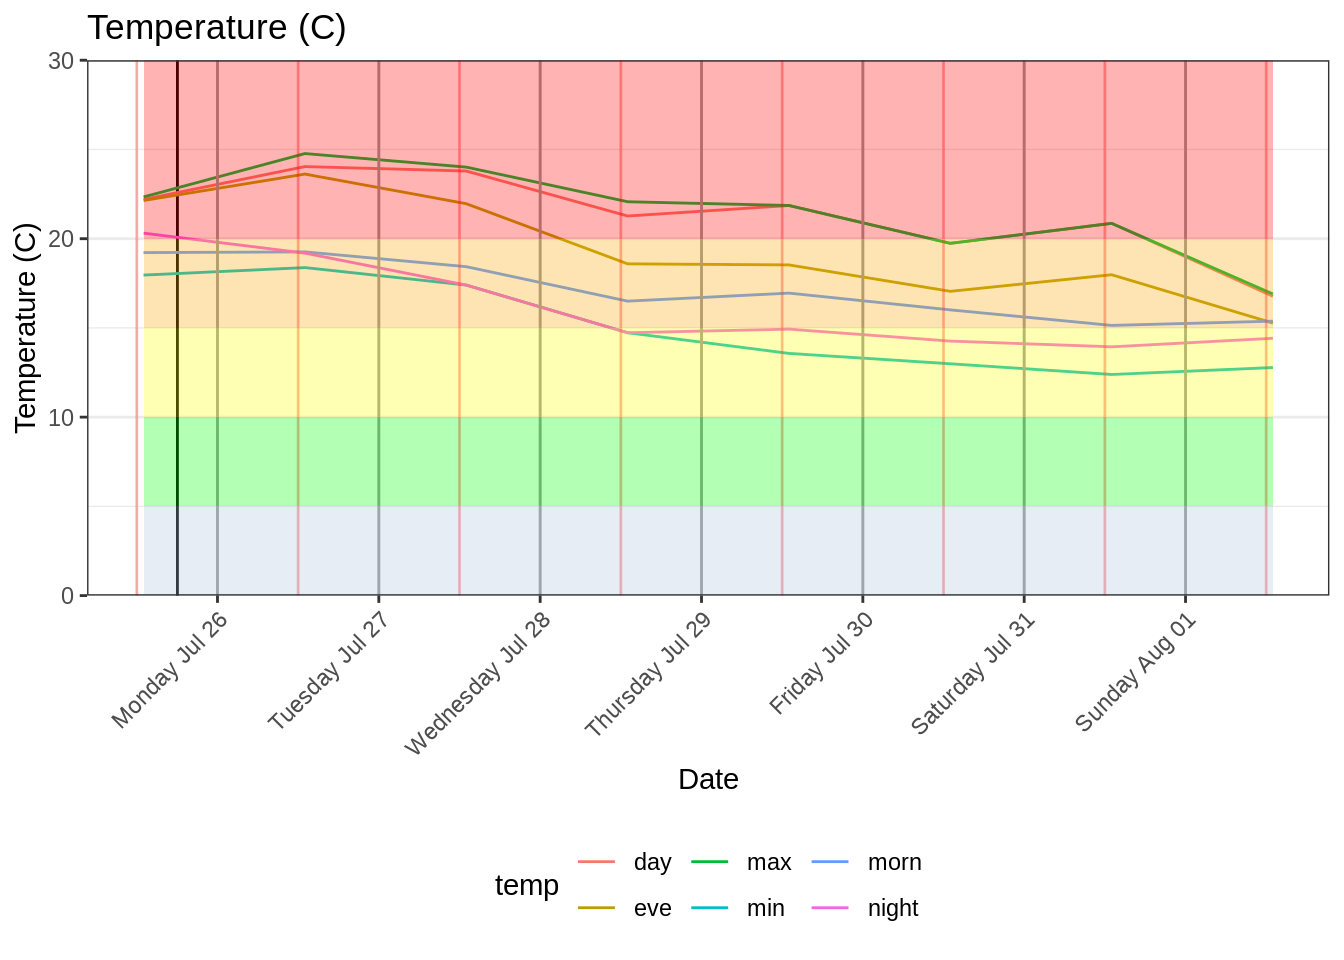 Temperature (C)
30
20
10
0
Temperature (C)
Monday Jul 26
Tuesday Jul 27
Wednesday Jul 28
Thursday Jul 29
Friday Jul 30
Saturday Jul 31
Sunday Aug 01
Date
temp
day
max
morn
eve
min
night